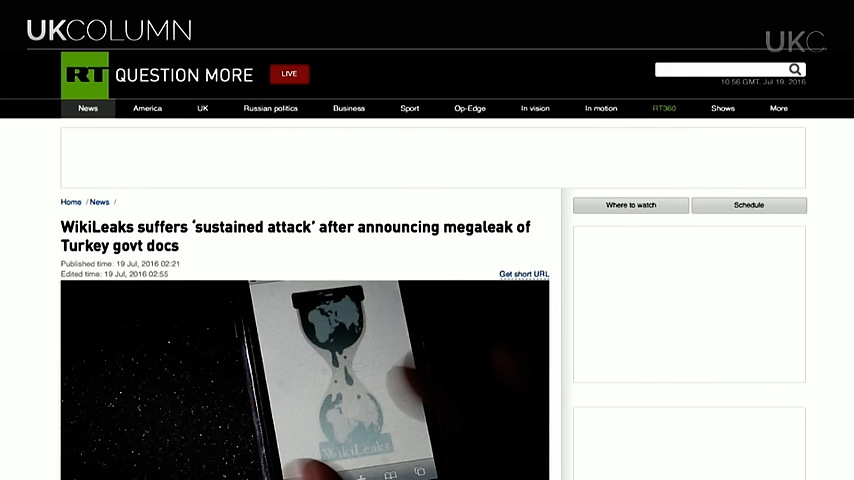 UKCOLUMN
UKC
RT QUESTION MORE LIVE
10:56 GMT, Jul 19, 2016
News America UK Russian politics Business Sport Op-Edge In vision In motion RT360 Shows More
Home / News /
Where to watch Schedule
WikiLeaks suffers ‘sustained attack’ after announcing megaleak of
Turkey govt docs
Published time: 19 Jul, 2016 02:21
Edited time: 19 Jul, 2016 02:55
Get short URL
WikiLeaks